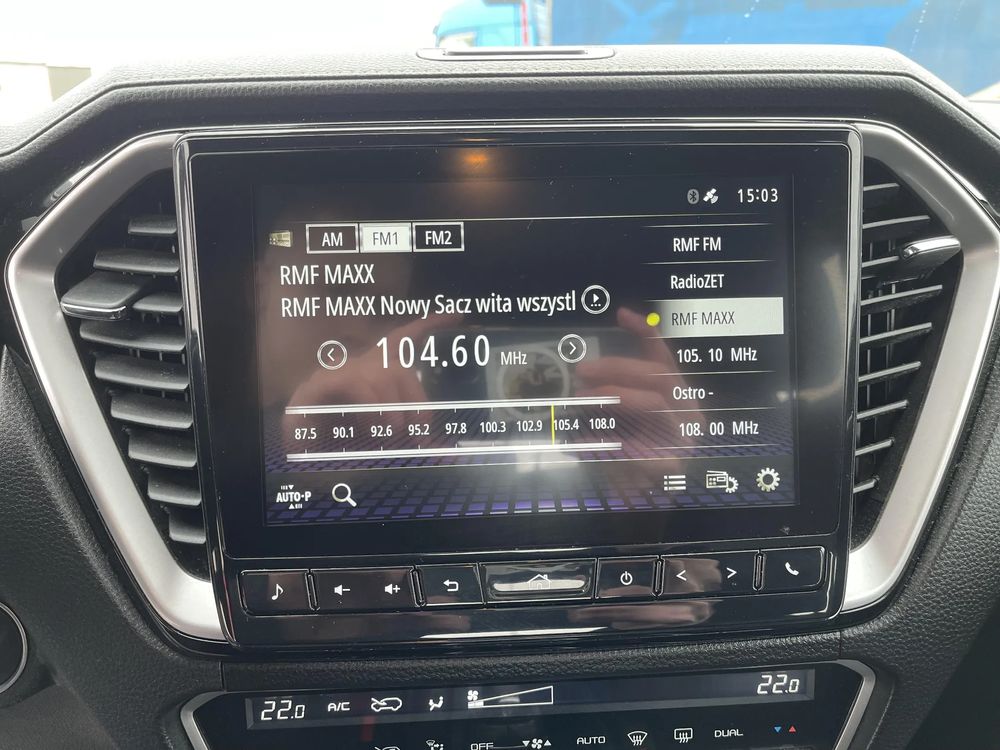 15:03
AM FM1 FM2
RMF MAXX
RMF MAXX Nowy Sacz wita wszystl
104.60 MHz
87.5 90.1 92.6 95.2 97.8 100.3 102.9 105.4 108.0
AUTO-P
RMF FM
RadioZET
RMF MAXX
105. 10 MHz
Ostro -
108. 00 MHz
22.0 A/C 22.0
OFF AUTO DUAL